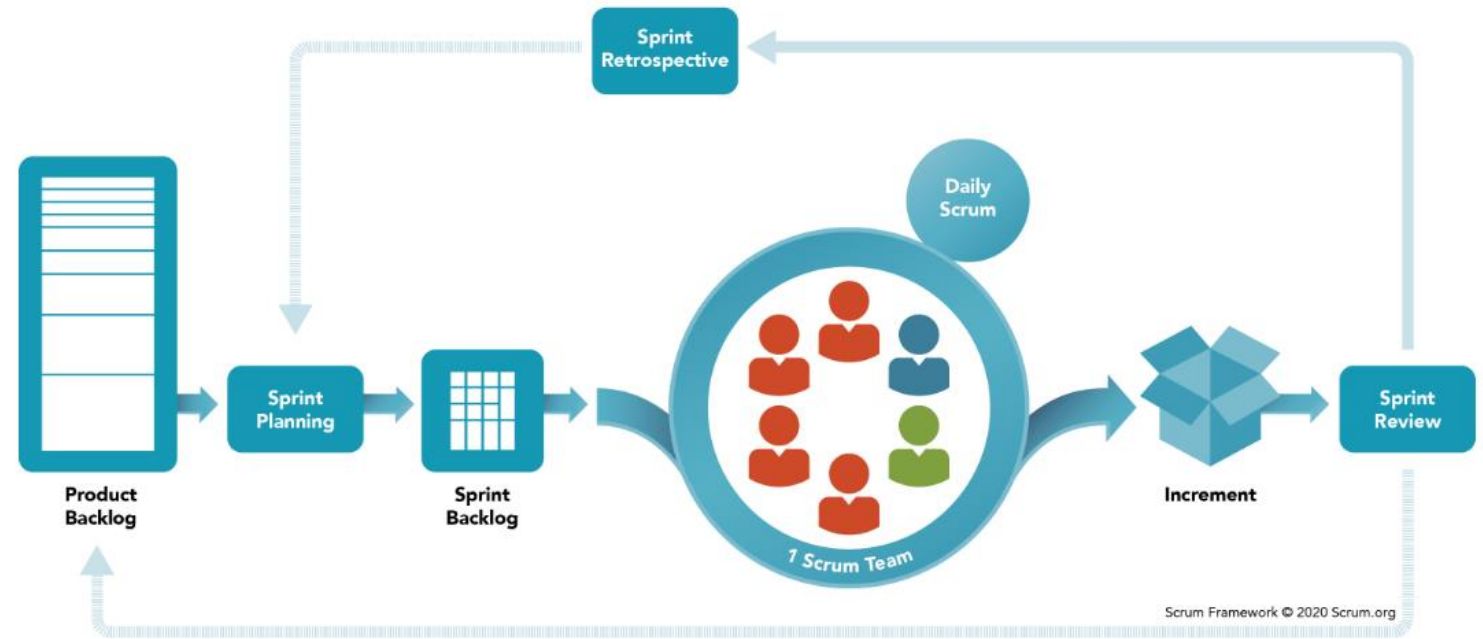 Sprint
Retrospective
Daily
Scrum
Sprint
Planning
Sprint
Review
Product
Backlog
Sprint
Backlog
Increment
1 Scrum Team
Scrum Framework © 2020 Scrum.org